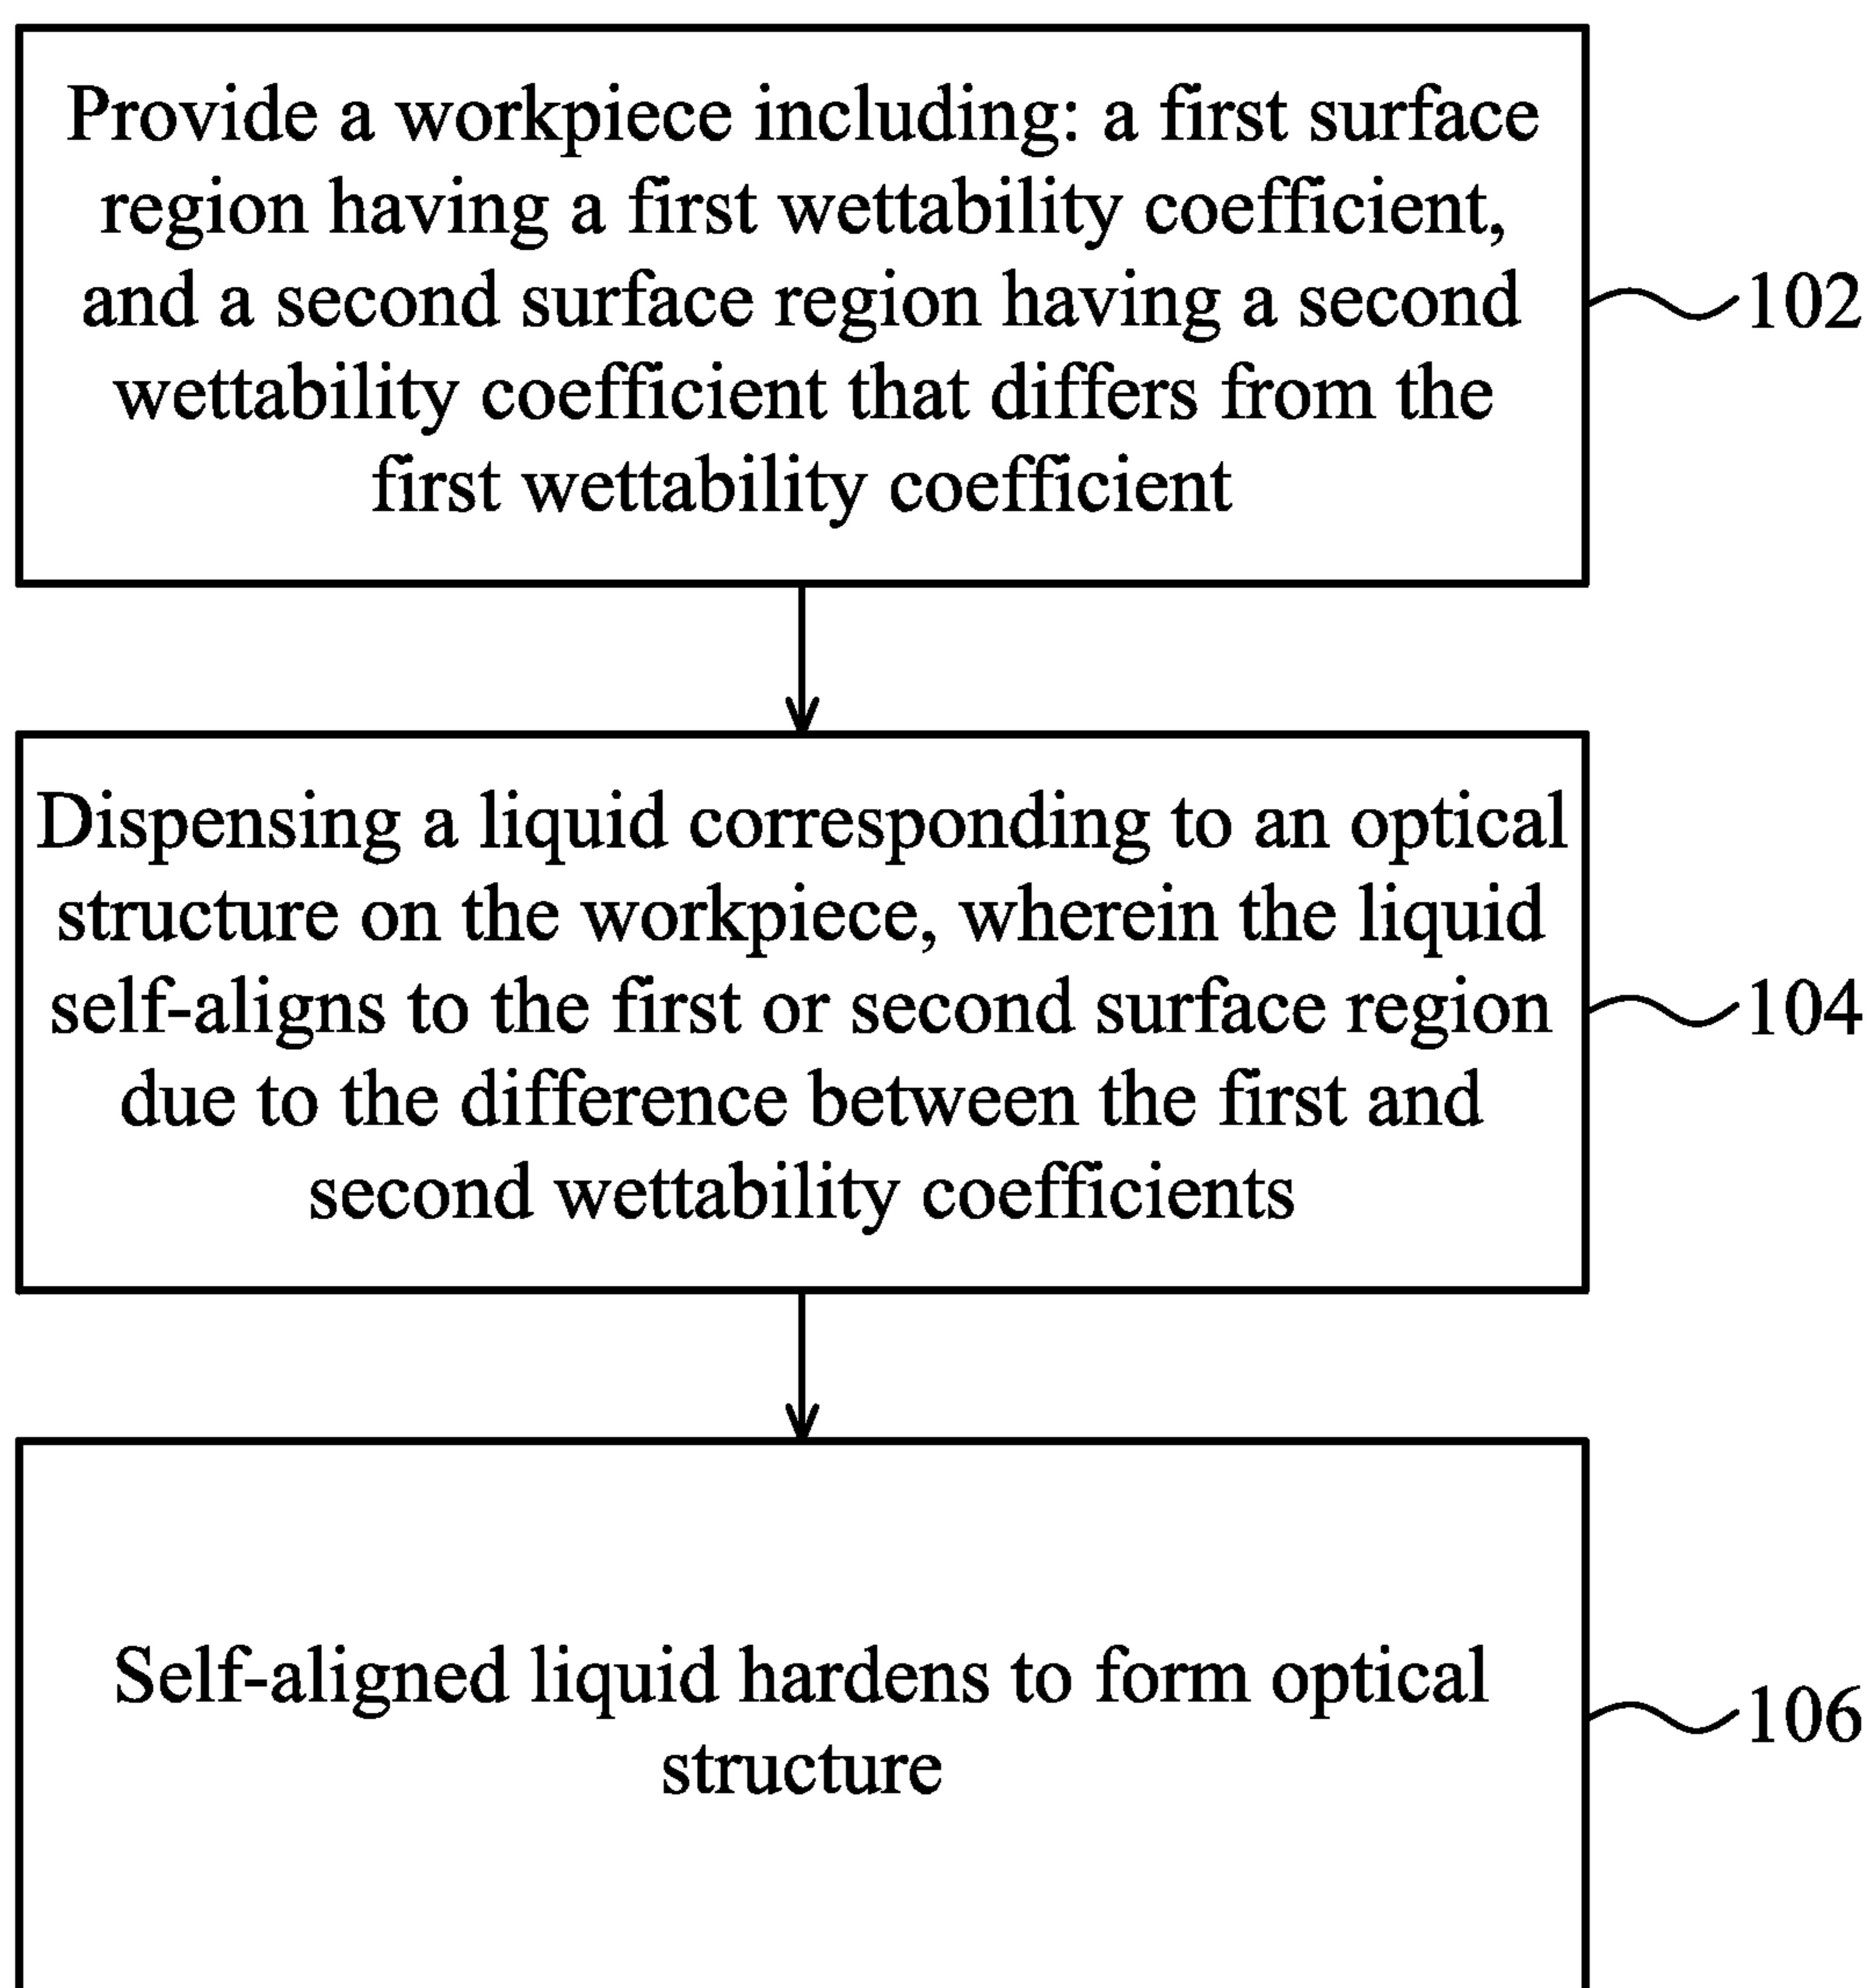 Provide a workpiece including: a first surface
region having a first wettability coefficient,
and a second surface region having a second
wettability coefficient that differs from the
first wettability coefficient
102
Dispensing a liquid corresponding to an optical
structure on the workpiece, wherein the liquid
self-aligns to the first or second surface region
due to the difference between the first and
second wettability coefficients
104
Self-aligned liquid hardens to form optical
structure
106